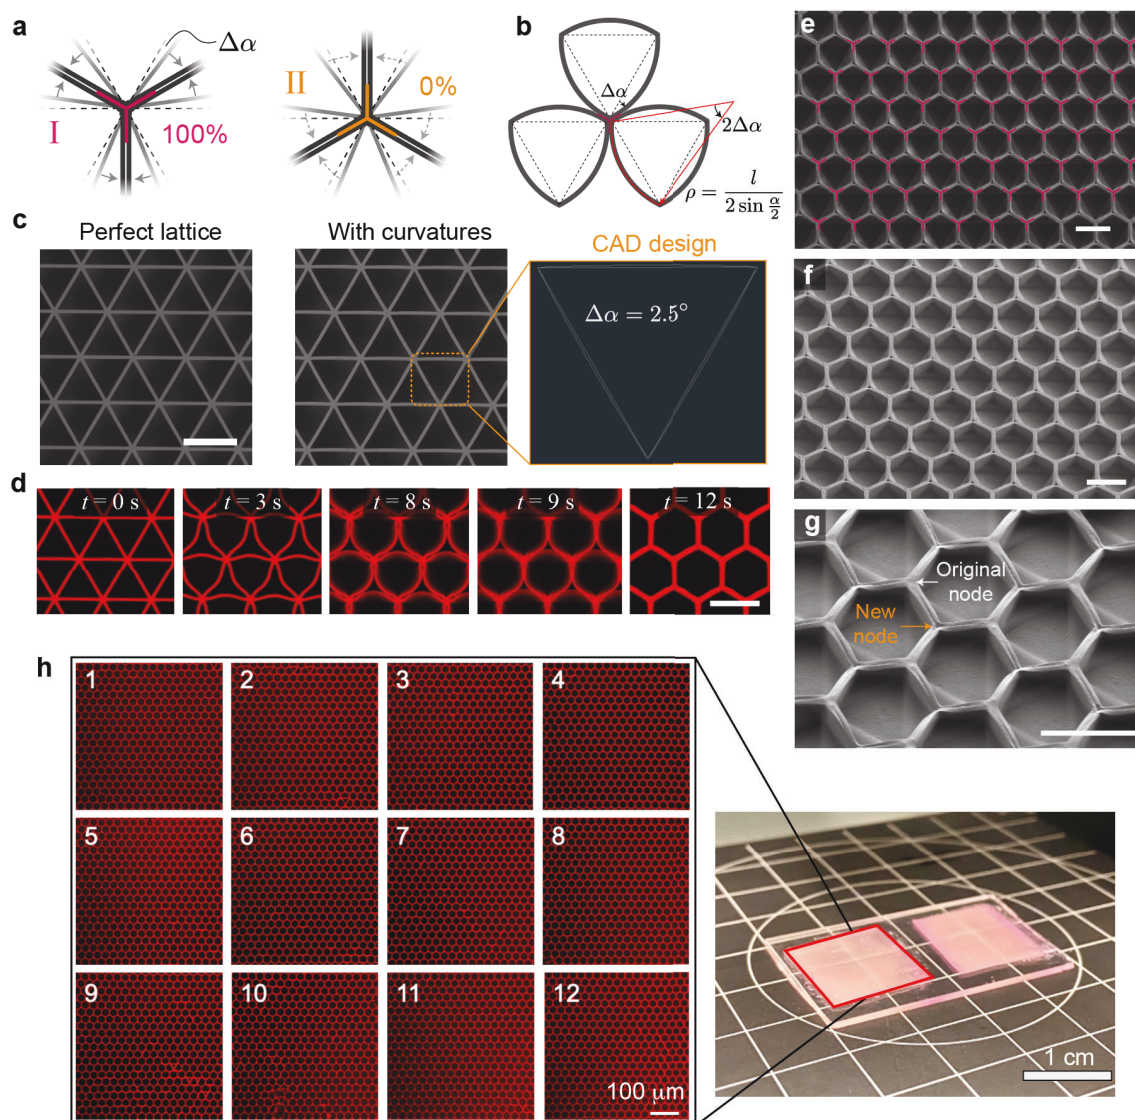 a
Δα
I
100%
II
0%
b
Δα
2Δα
ρ = l / (2 sin α/2)
c
Perfect lattice
With curvatures
CAD design
Δα = 2.5°
d
t = 0 s
t = 3 s
t = 8 s
t = 9 s
t = 12 s
e
f
g
Original
node
New
node
h
1
2
3
4
5
6
7
8
9
10
11
12
100 μm
1 cm